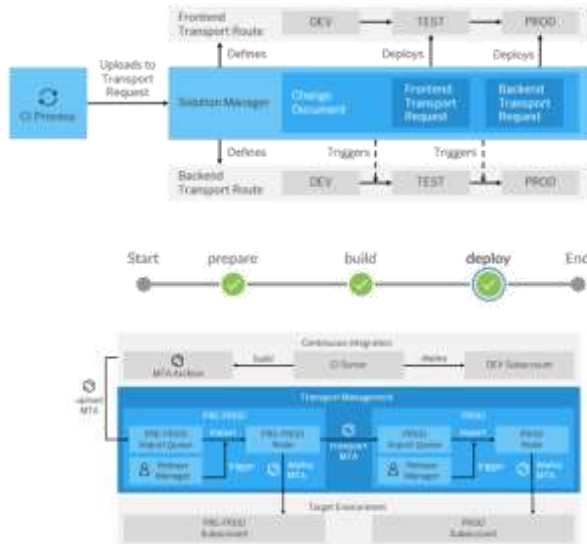 Frontend
Transport Route
DEV
TEST
PROD
Defines
Deploys
Deploys
Uploads to
Transport
Request
CI Process
Solution Manager
Change
Document
Frontend
Transport
Request
Backend
Transport
Request
Defines
Triggers
Triggers
Backend
Transport Route
DEV
TEST
PROD
Start
prepare
build
deploy
End
Continuous Integration
MTA Archive
build
CI Server
deploy
DEV Subaccount
upload
MTA
Transport Management
PRE-PROD
PROD
PRE-PROD
Import Queue
import
PRE-PROD
Node
transport
MTA
PROD
Import Queue
import
PROD
Node
Release
Manager
trigger
deploy
MTA
Release
Manager
trigger
deploy
MTA
Target Environment
PRE-PROD
Subaccount
PROD
Subaccount